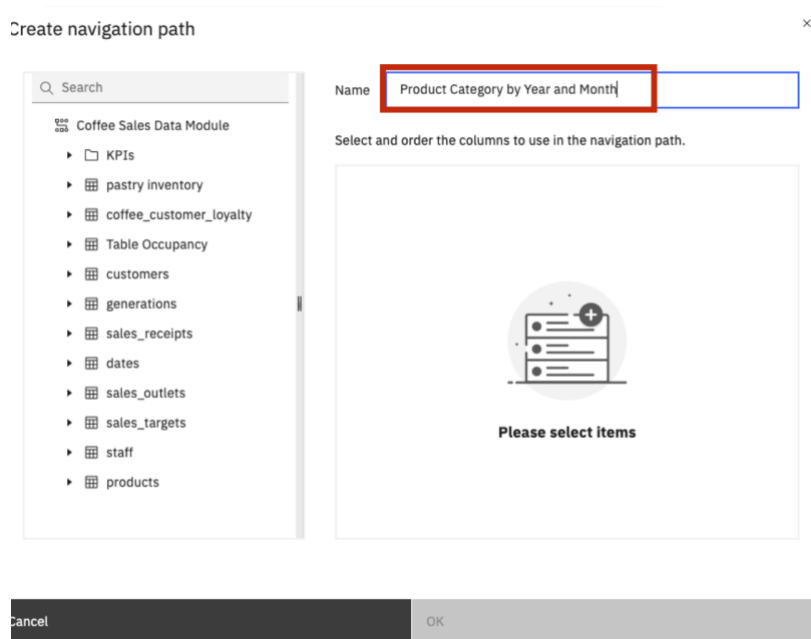 Create navigation path
×
Search
Coffee Sales Data Module
KPIs
pastry inventory
coffee_customer_loyalty
Table Occupancy
customers
generations
sales_receipts
dates
sales_outlets
sales_targets
staff
products
Name Product Category by Year and Month
Select and order the columns to use in the navigation path.
Please select items
Cancel
OK